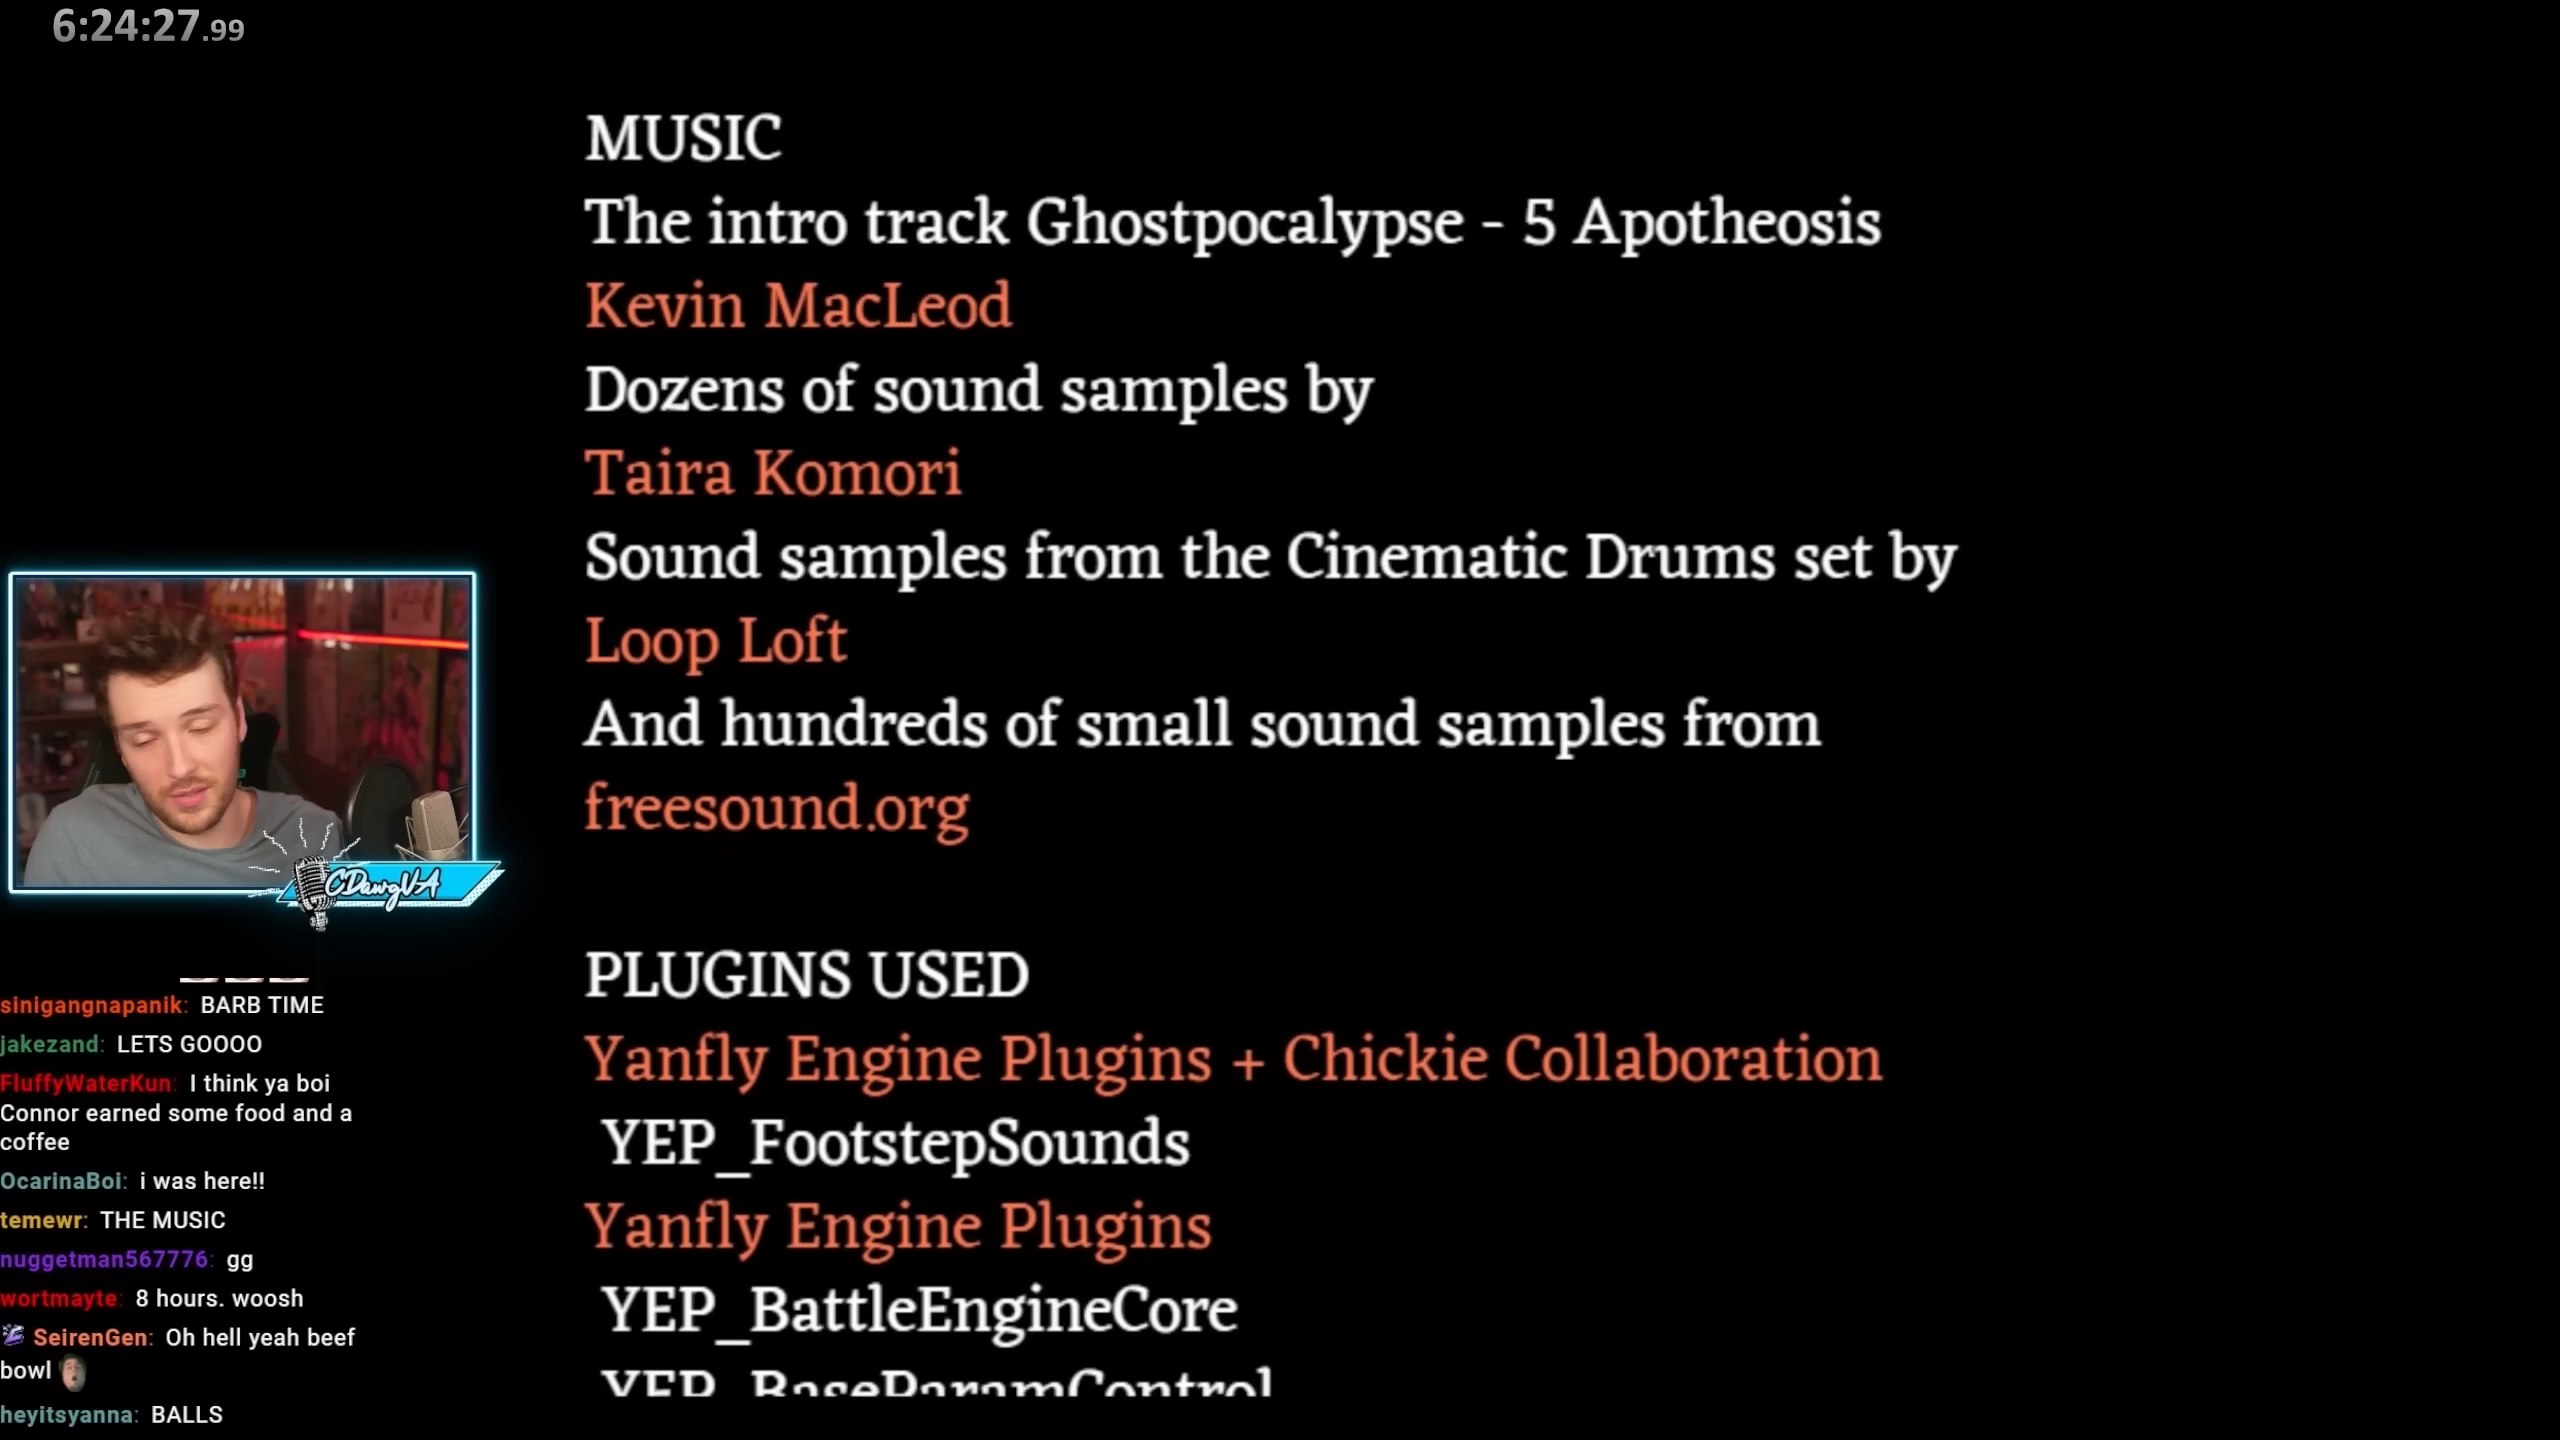 6:24:27.99
MUSIC
The intro track Ghostpocalypse - 5 Apotheosis
Kevin MacLeod
Dozens of sound samples by
Taira Komori
Sound samples from the Cinematic Drums set by
Loop Loft
And hundreds of small sound samples from
freesound.org
PLUGINS USED
Yanfly Engine Plugins + Chickie Collaboration
YEP_FootstepSounds
Yanfly Engine Plugins
YEP_BattleEngineCore
YEP_BaseParamControl
CDawgVA
sinigangnapanik: BARB TIME
jakezand: LETS GOOOO
FluffyWaterKun: I think ya boi
Connor earned some food and a
coffee
OcarinaBoi: i was here!!
temewr: THE MUSIC
nuggetman567776: gg
wortmayte: 8 hours. woosh
SeirenGen: Oh hell yeah beef
bowl
heyitsyanna: BALLS